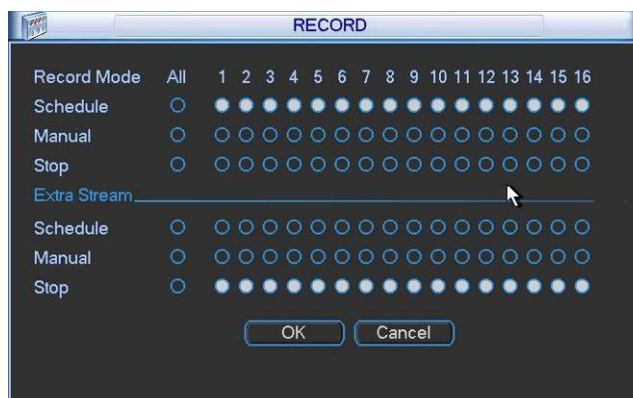 RECORD
Record Mode All 1 2 3 4 5 6 7 8 9 10 11 12 13 14 15 16
Schedule
Manual
Stop
Extra Stream
Schedule
Manual
Stop
OK Cancel